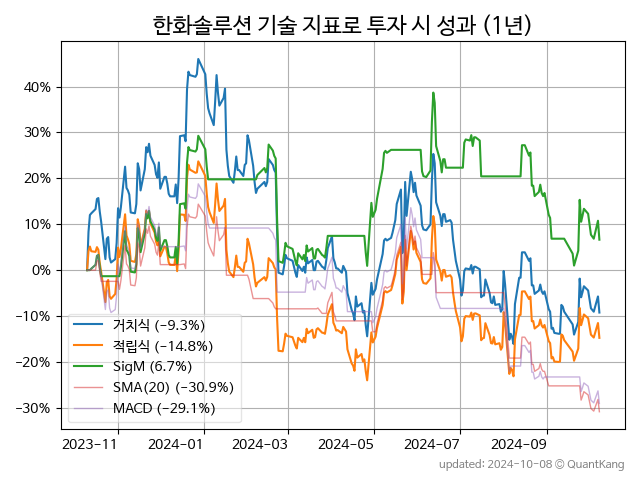 한화솔루션 기술 지표로 투자 시 성과 (1년)
40%
30%
20%
10%
0%
−10%
−20%
−30%
거치식 (−9.3%)
적립식 (−14.8%)
SigM (6.7%)
SMA(20) (−30.9%)
MACD (−29.1%)
2023−11 2024−01 2024−03 2024−05 2024−07 2024−09
updated: 2024-10-08 © QuantKang